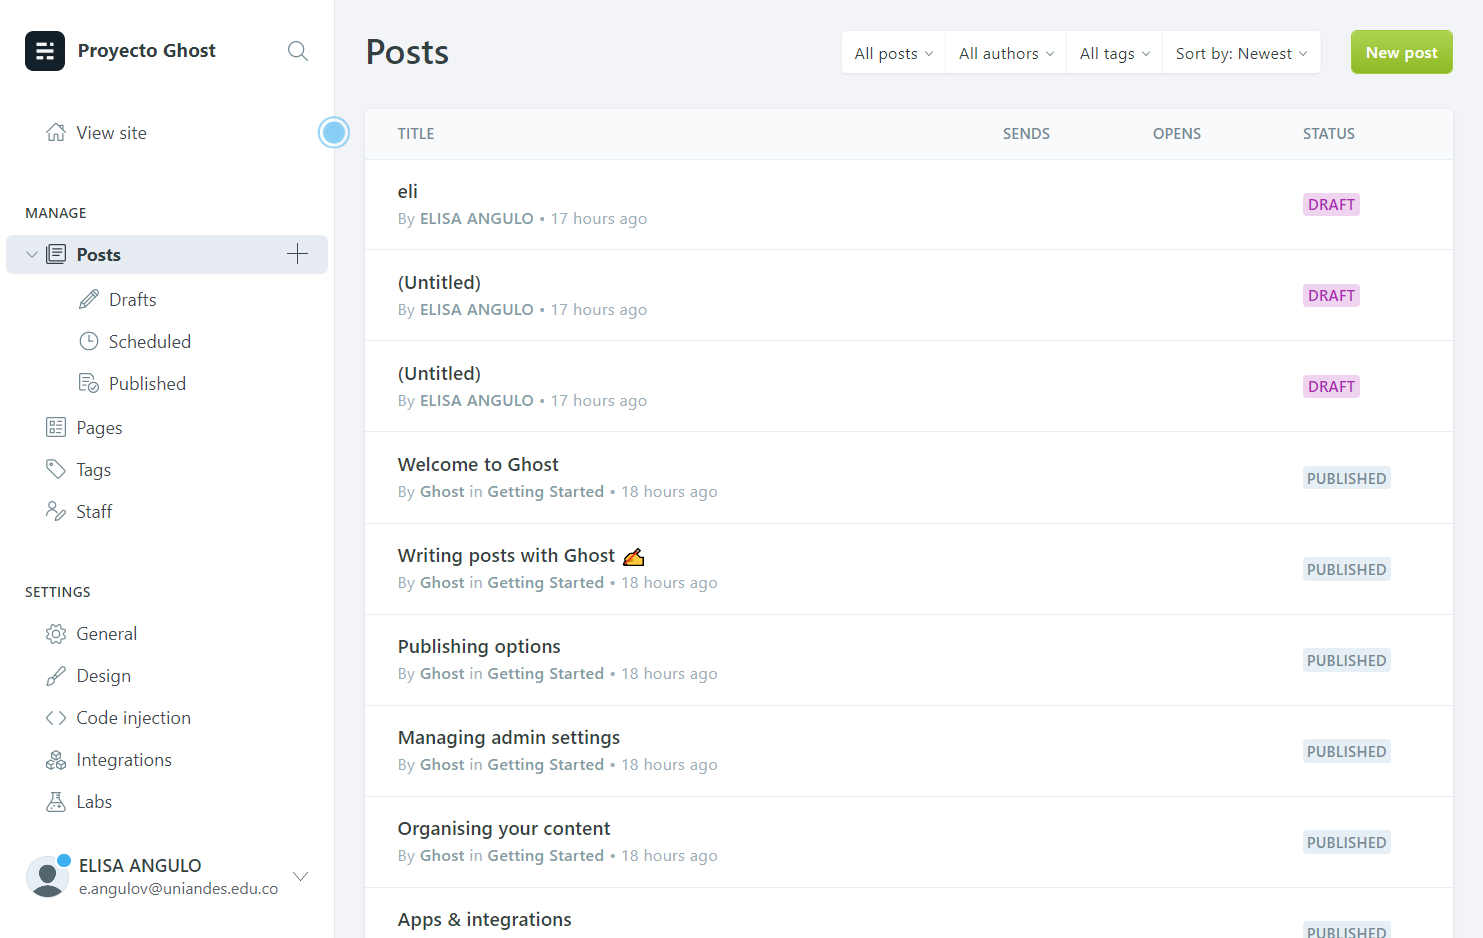 Proyecto Ghost
View site
MANAGE
Posts
Drafts
Scheduled
Published
Pages
Tags
Staff
SETTINGS
General
Design
Code injection
Integrations
Labs
ELISA ANGULO
e.angulov@uniandes.edu.co
Posts
All posts All authors All tags Sort by: Newest New post
TITLE SENDS OPENS STATUS
eli
By ELISA ANGULO • 17 hours ago
DRAFT
(Untitled)
By ELISA ANGULO • 17 hours ago
DRAFT
(Untitled)
By ELISA ANGULO • 17 hours ago
DRAFT
Welcome to Ghost
By Ghost in Getting Started • 18 hours ago
PUBLISHED
Writing posts with Ghost ✍️
By Ghost in Getting Started • 18 hours ago
PUBLISHED
Publishing options
By Ghost in Getting Started • 18 hours ago
PUBLISHED
Managing admin settings
By Ghost in Getting Started • 18 hours ago
PUBLISHED
Organising your content
By Ghost in Getting Started • 18 hours ago
PUBLISHED
Apps & integrations
PUBLISHED